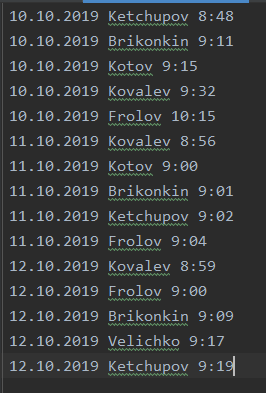 10.10.2019 Ketchupov 8:48
10.10.2019 Brikonkin 9:11
10.10.2019 Kotov 9:15
10.10.2019 Kovalev 9:32
10.10.2019 Frolov 10:15
11.10.2019 Kovalev 8:56
11.10.2019 Kotov 9:00
11.10.2019 Brikonkin 9:01
11.10.2019 Ketchupov 9:02
11.10.2019 Frolov 9:04
12.10.2019 Kovalev 8:59
12.10.2019 Frolov 9:00
12.10.2019 Brikonkin 9:09
12.10.2019 Velichko 9:17
12.10.2019 Ketchupov 9:19